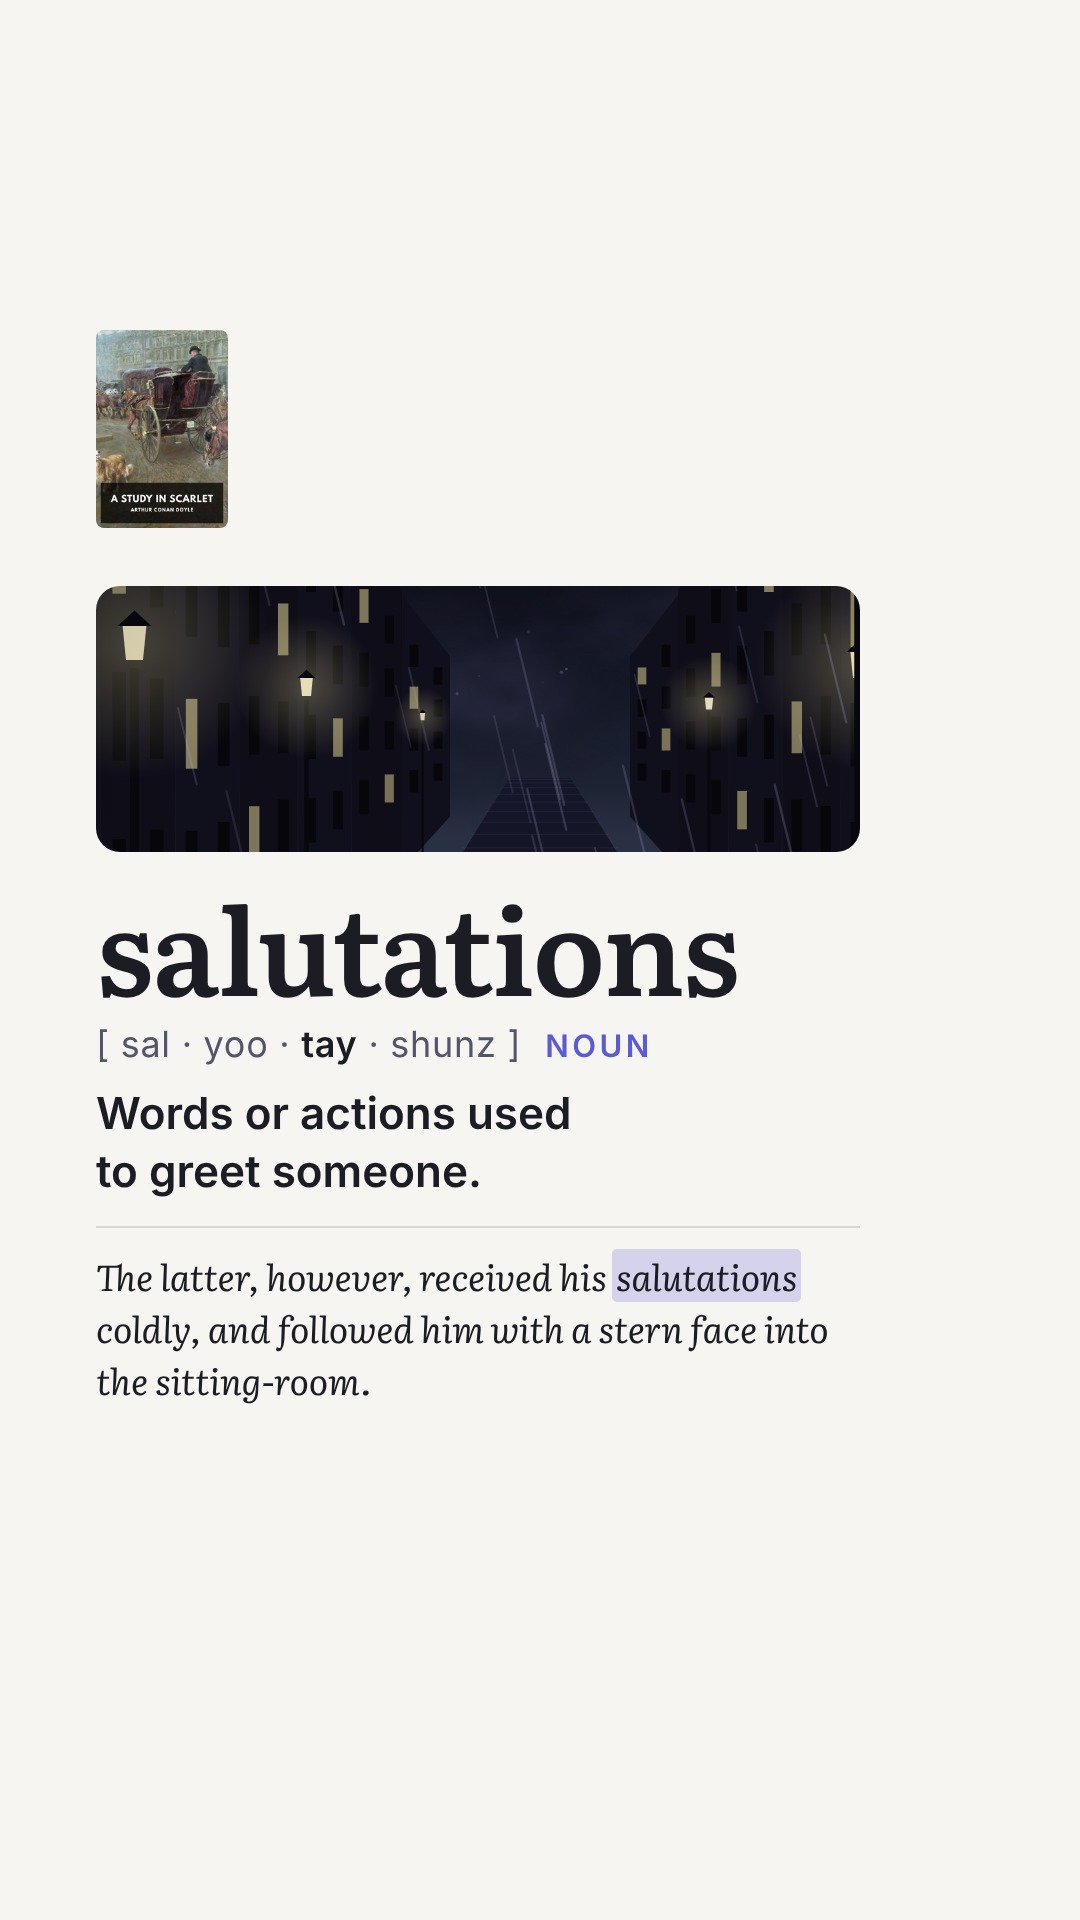 A STUDY IN SCARLET
ARTHUR CONAN DOYLE
salutations
[ sal · yoo · tay · shunz ] NOUN
Words or actions used
to greet someone.
The latter, however, received his salutations
coldly, and followed him with a stern face into
the sitting-room.